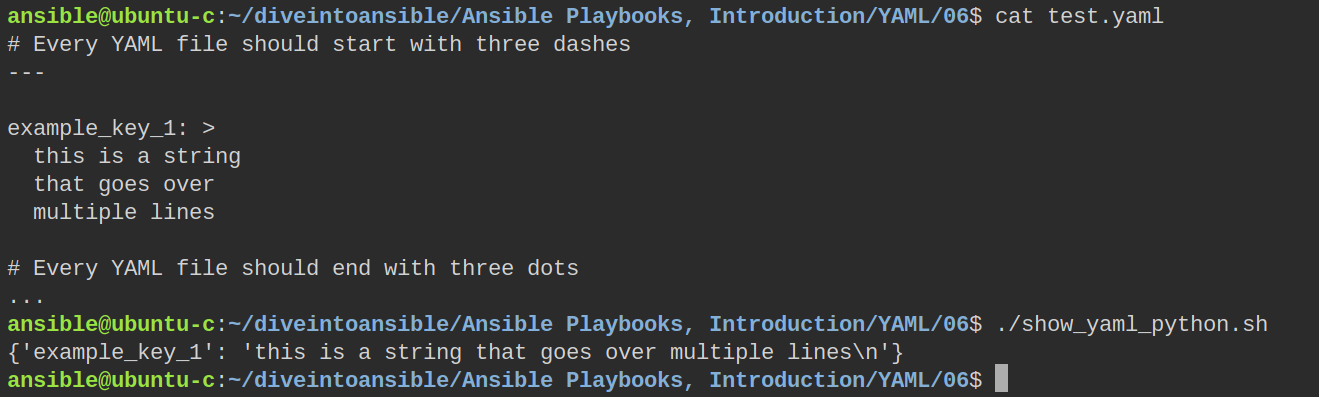 ansible@ubuntu-c:~/diveintoansible/Ansible Playbooks, Introduction/YAML/06$ cat test.yaml
# Every YAML file should start with three dashes
---
example_key_1: >
  this is a string
  that goes over
  multiple lines
# Every YAML file should end with three dots
...
ansible@ubuntu-c:~/diveintoansible/Ansible Playbooks, Introduction/YAML/06$ ./show_yaml_python.sh
{'example_key_1': 'this is a string that goes over multiple lines\n'}
ansible@ubuntu-c:~/diveintoansible/Ansible Playbooks, Introduction/YAML/06$